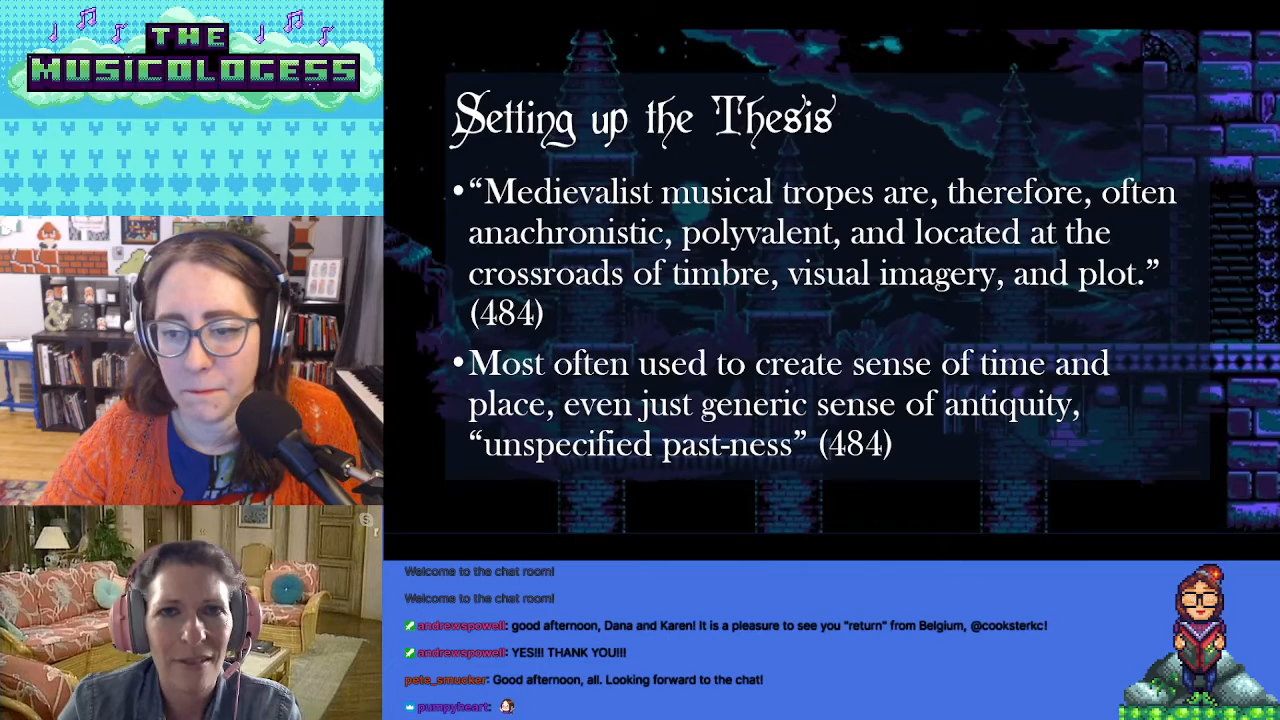 THE
MUSICOLOGESS
Setting up the Thesis
•“Medievalist musical tropes are, therefore, often
anachronistic, polyvalent, and located at the
crossroads of timbre, visual imagery, and plot.”
(484)
•Most often used to create sense of time and
place, even just generic sense of antiquity,
“unspecified past-ness” (484)
Welcome to the chat room!
Welcome to the chat room!
andrewspowell: good afternoon, Dana and Karen! It is a pleasure to see you "return" from Belgium, @cooksterkc!
andrewspowell: YES!!! THANK YOU!!!
pete_smucker: Good afternoon, all. Looking forward to the chat!
pumpyheart: